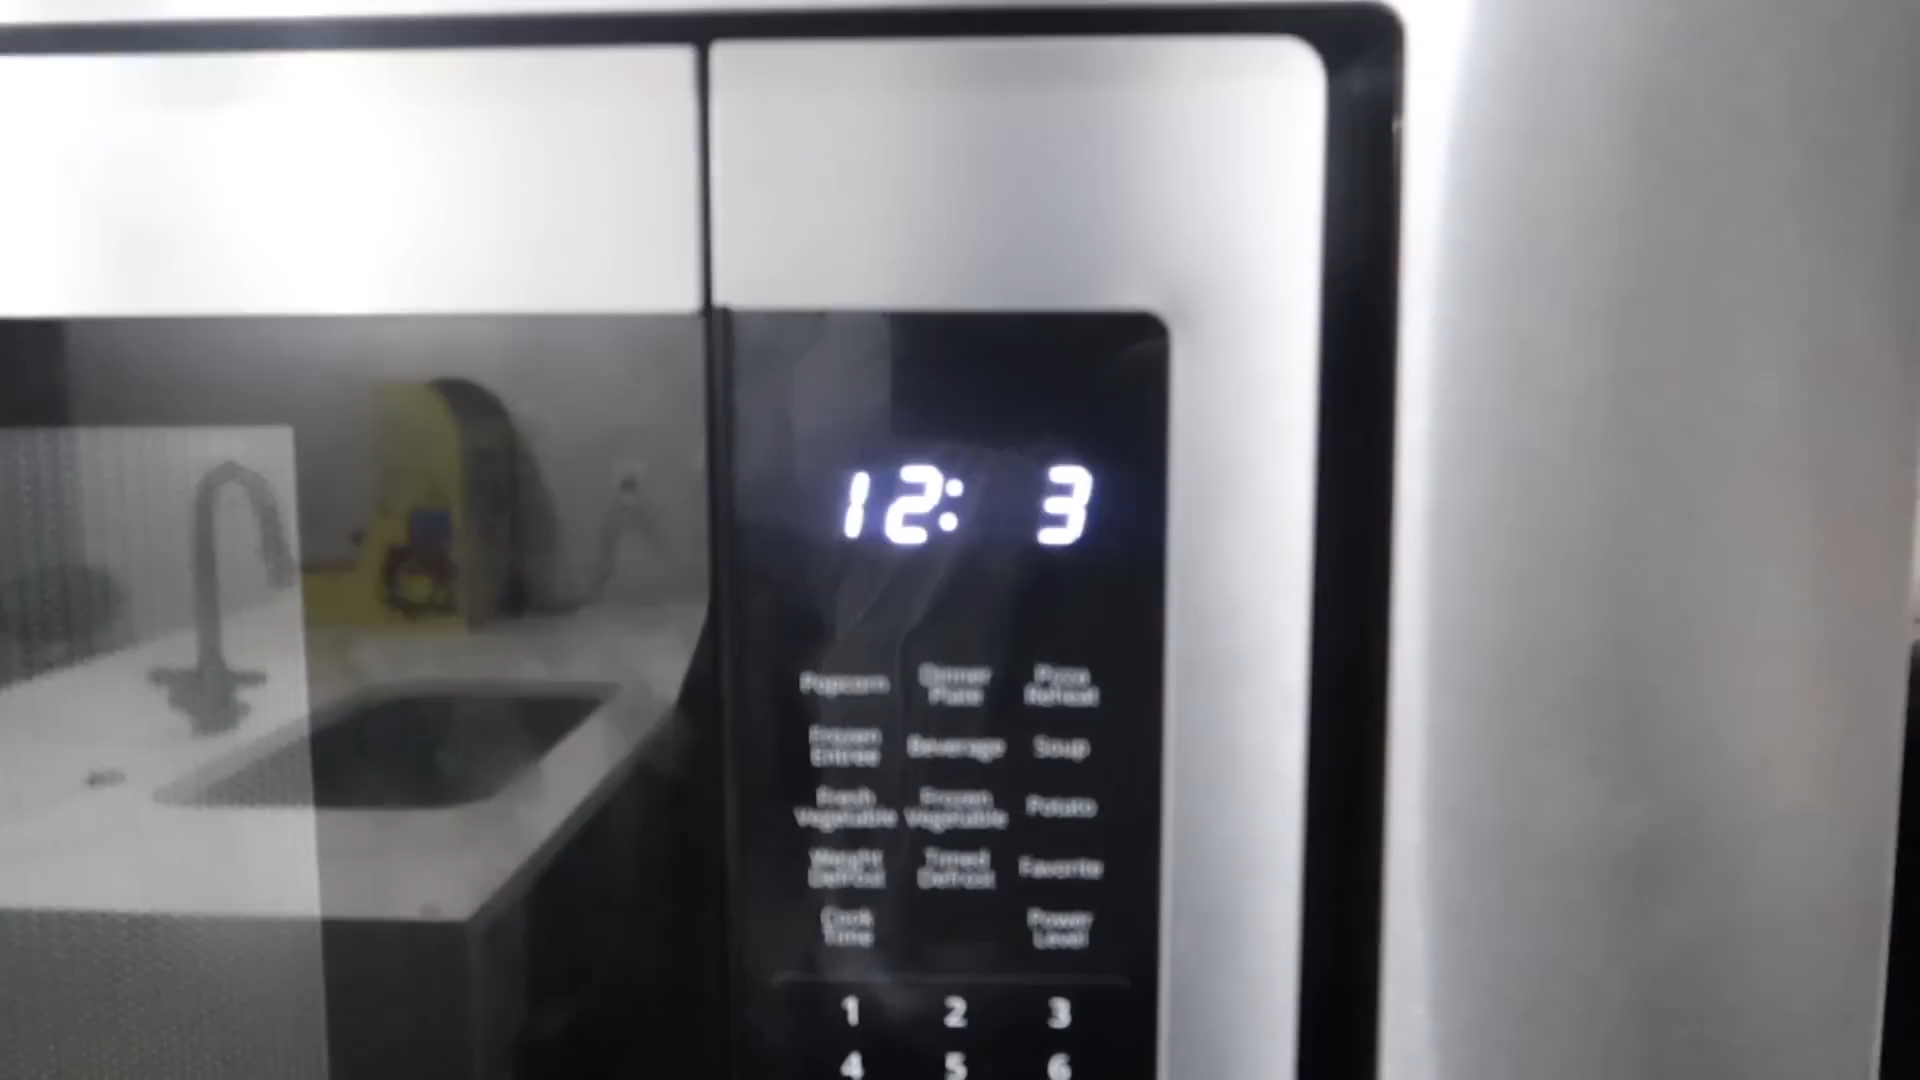 12: 3
Popcorn
Dinner
Plate
Pizza
Reheat
Frozen
Entree
Beverage
Soup
Fresh
Vegetable
Frozen
Vegetable
Potato
Weight
Defrost
Timed
Defrost
Favorite
Cook
Time
Power
Level
1 2 3
4 5 6